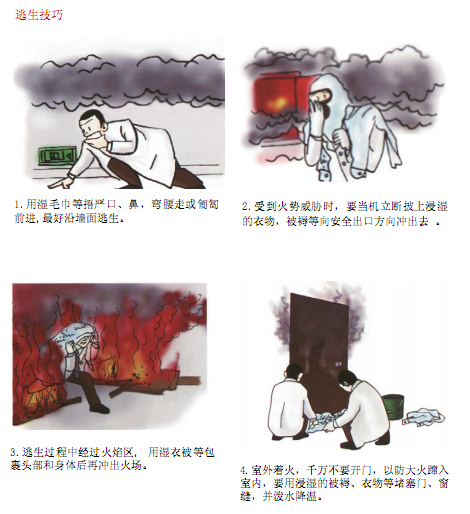 逃生技巧
1.用湿毛巾等捂严口、鼻，弯腰走或匍匐
前进,最好沿墙面逃生。
2.受到火势威胁时，要当机立断披上浸湿
的衣物，被褥等向安全出口方向冲出去 。
3.逃生过程中经过火焰区， 用湿衣被等包
裹头部和身体后再冲出火场。
4.室外着火，千万不要开门，以防大火蹿入
室内，要用浸湿的被褥、衣物等堵塞门、窗
缝，并泼水降温。